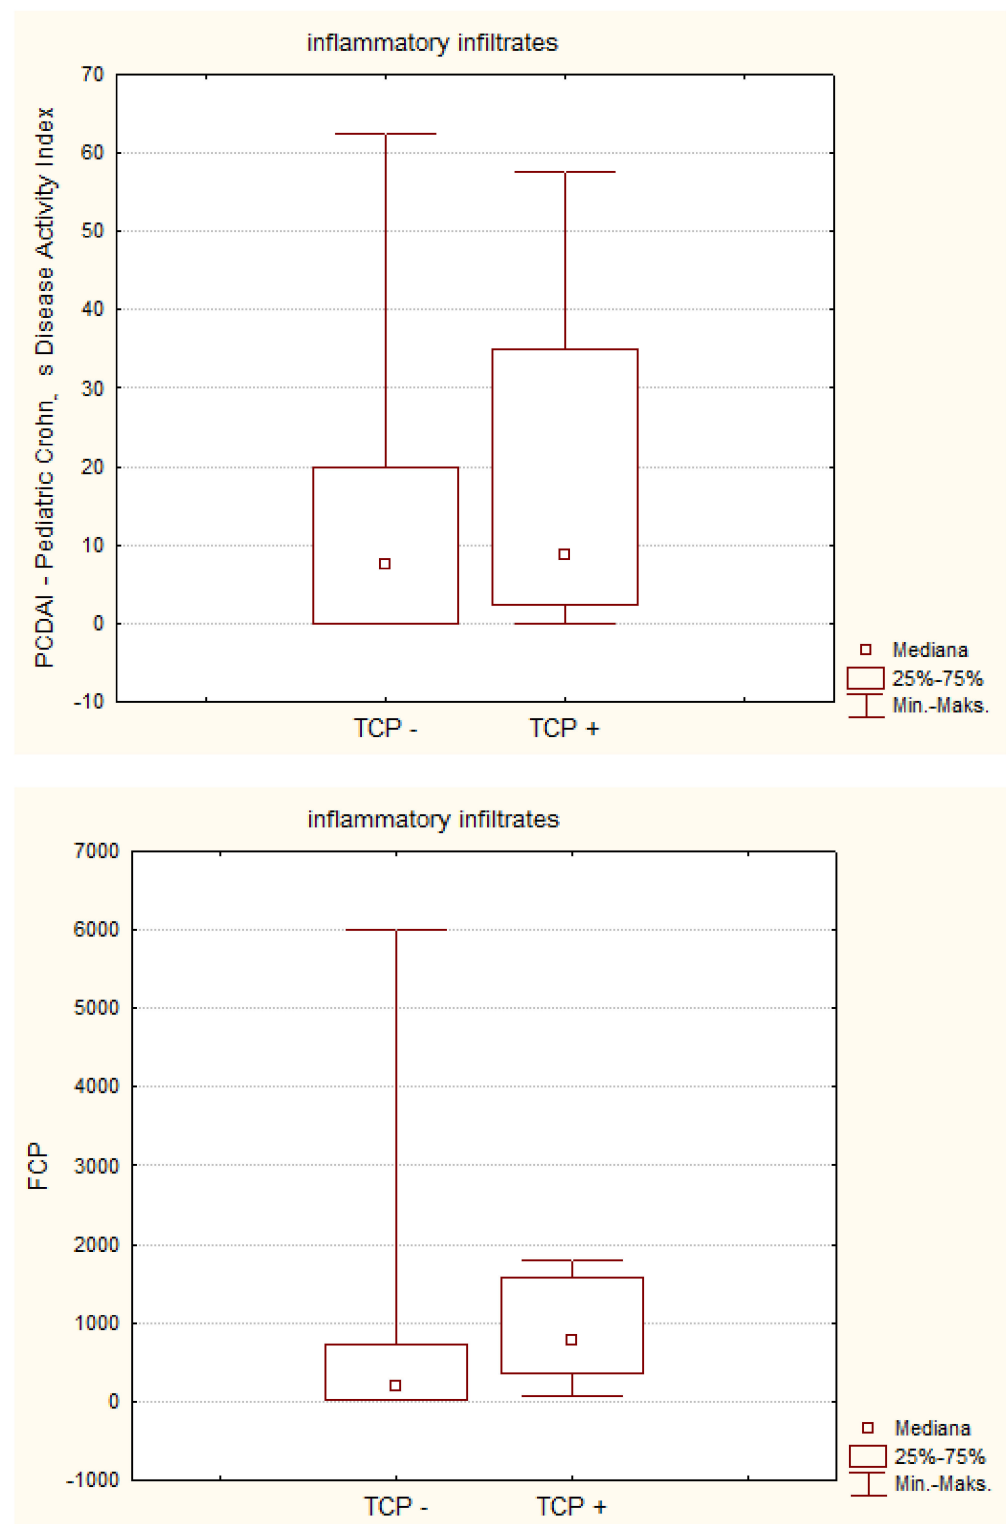 inflammatory infiltrates
PCDAI - Pediatric Crohn„ s Disease Activity Index
70
60
50
40
30
20
10
0
-10
TCP -
TCP +
Mediana
25%-75%
Min.-Maks.
inflammatory infiltrates
FCP
7000
6000
5000
4000
3000
2000
1000
0
-1000
TCP -
TCP +
Mediana
25%-75%
Min.-Maks.